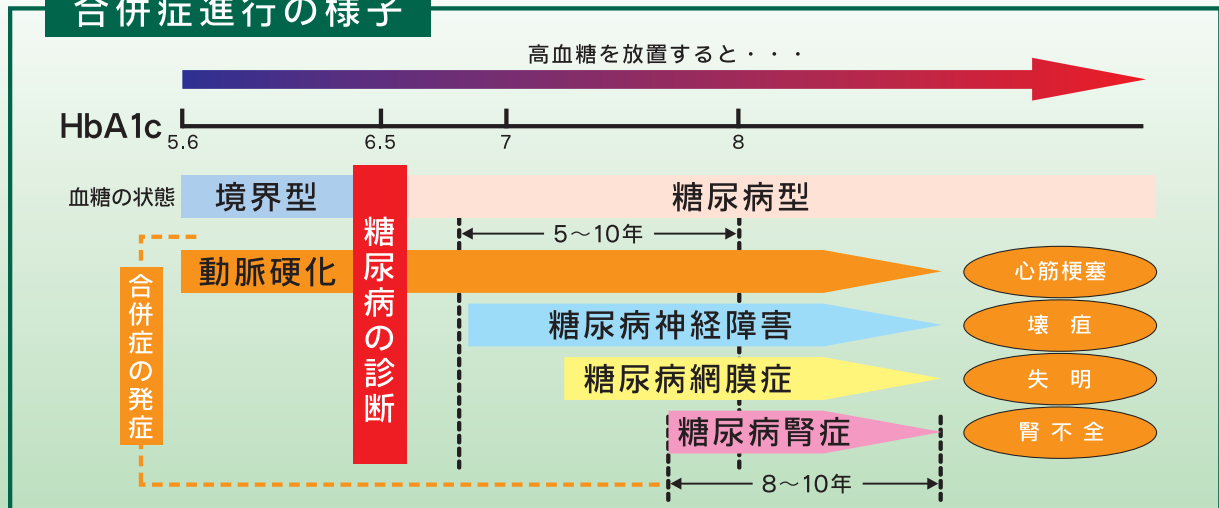 合併症進行の様子
高血糖を放置すると・・・
HbA1c
5.6
6.5
7
8
血糖の状態
境界型
糖尿病型
糖尿病の診断
5〜10年
合併症の発症
動脈硬化
心筋梗塞
糖尿病神経障害
壊 疽
糖尿病網膜症
失 明
糖尿病腎症
腎 不 全
8〜10年